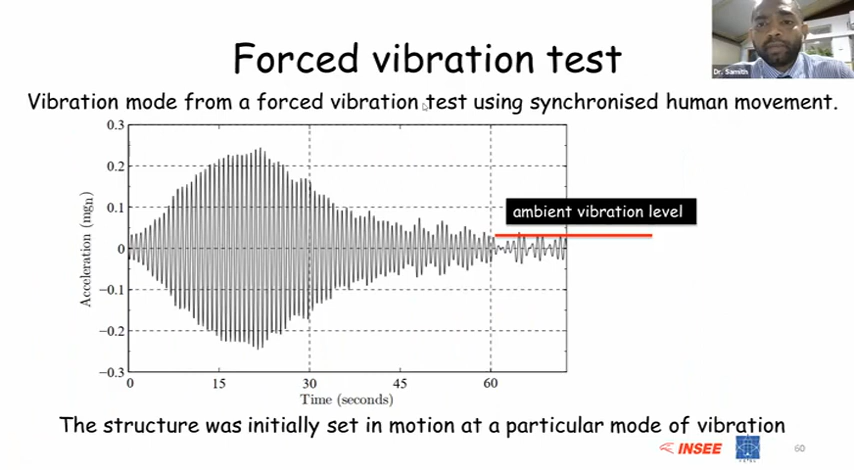 Forced vibration test
Dr. Samith
Vibration mode from a forced vibration test using synchronised human movement.
0.3
0.2
0.1
0
−0.1
−0.2
−0.3
Acceleration (mgn)
ambient vibration level
0 15 30 45 60
Time (seconds)
The structure was initially set in motion at a particular mode of vibration
INSEE
60